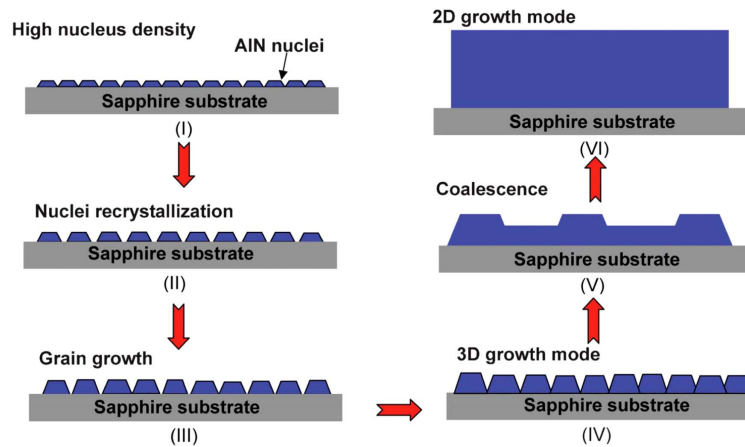 High nucleus density
AlN nuclei
Sapphire substrate
(I)
Nuclei recrystallization
Sapphire substrate
(II)
Grain growth
Sapphire substrate
(III)
3D growth mode
Sapphire substrate
(IV)
Coalescence
Sapphire substrate
(V)
2D growth mode
Sapphire substrate
(VI)